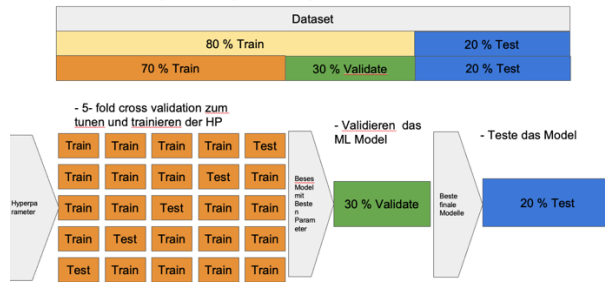 Dataset
80 % Train
20 % Test
70 % Train
30 % Validate
20 % Test
- 5- fold cross validation zum
tunen und trainieren der HP
- Validieren das
ML Model
- Teste das Model
Hyperpa
rameter
Train Train Train Train Test
Train Train Train Test Train
Train Train Test Train Train
Train Test Train Train Train
Test Train Train Train Train
Beses
Model
mit
Beste
n
Param
eter
30 % Validate
Beste
finale
Modelle
20 % Test